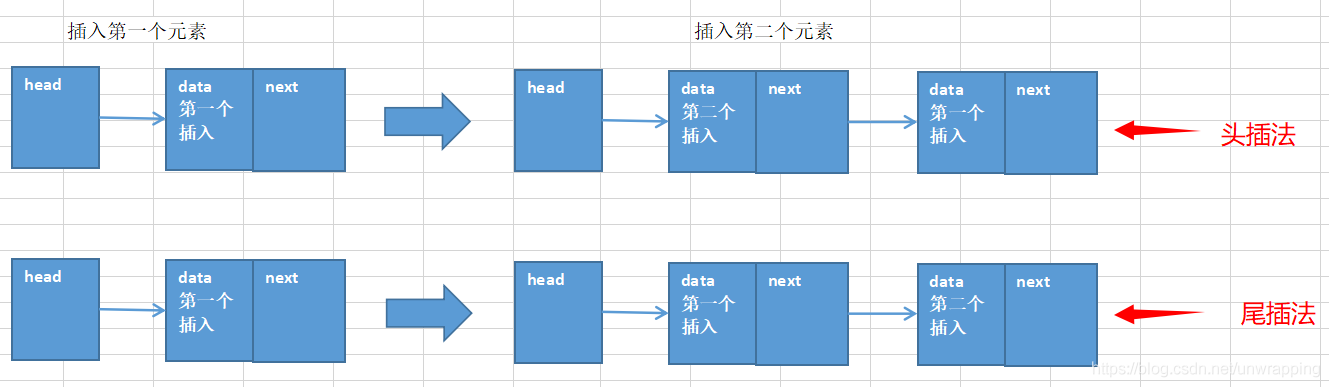 插入第一个元素
插入第二个元素
head
data
第一个
插入
next
head
data
第二个
插入
next
data
第一个
插入
next
头插法
head
data
第一个
插入
next
head
data
第一个
插入
next
data
第二个
插入
next
尾插法
https://blog.csdn.net/unwrapping